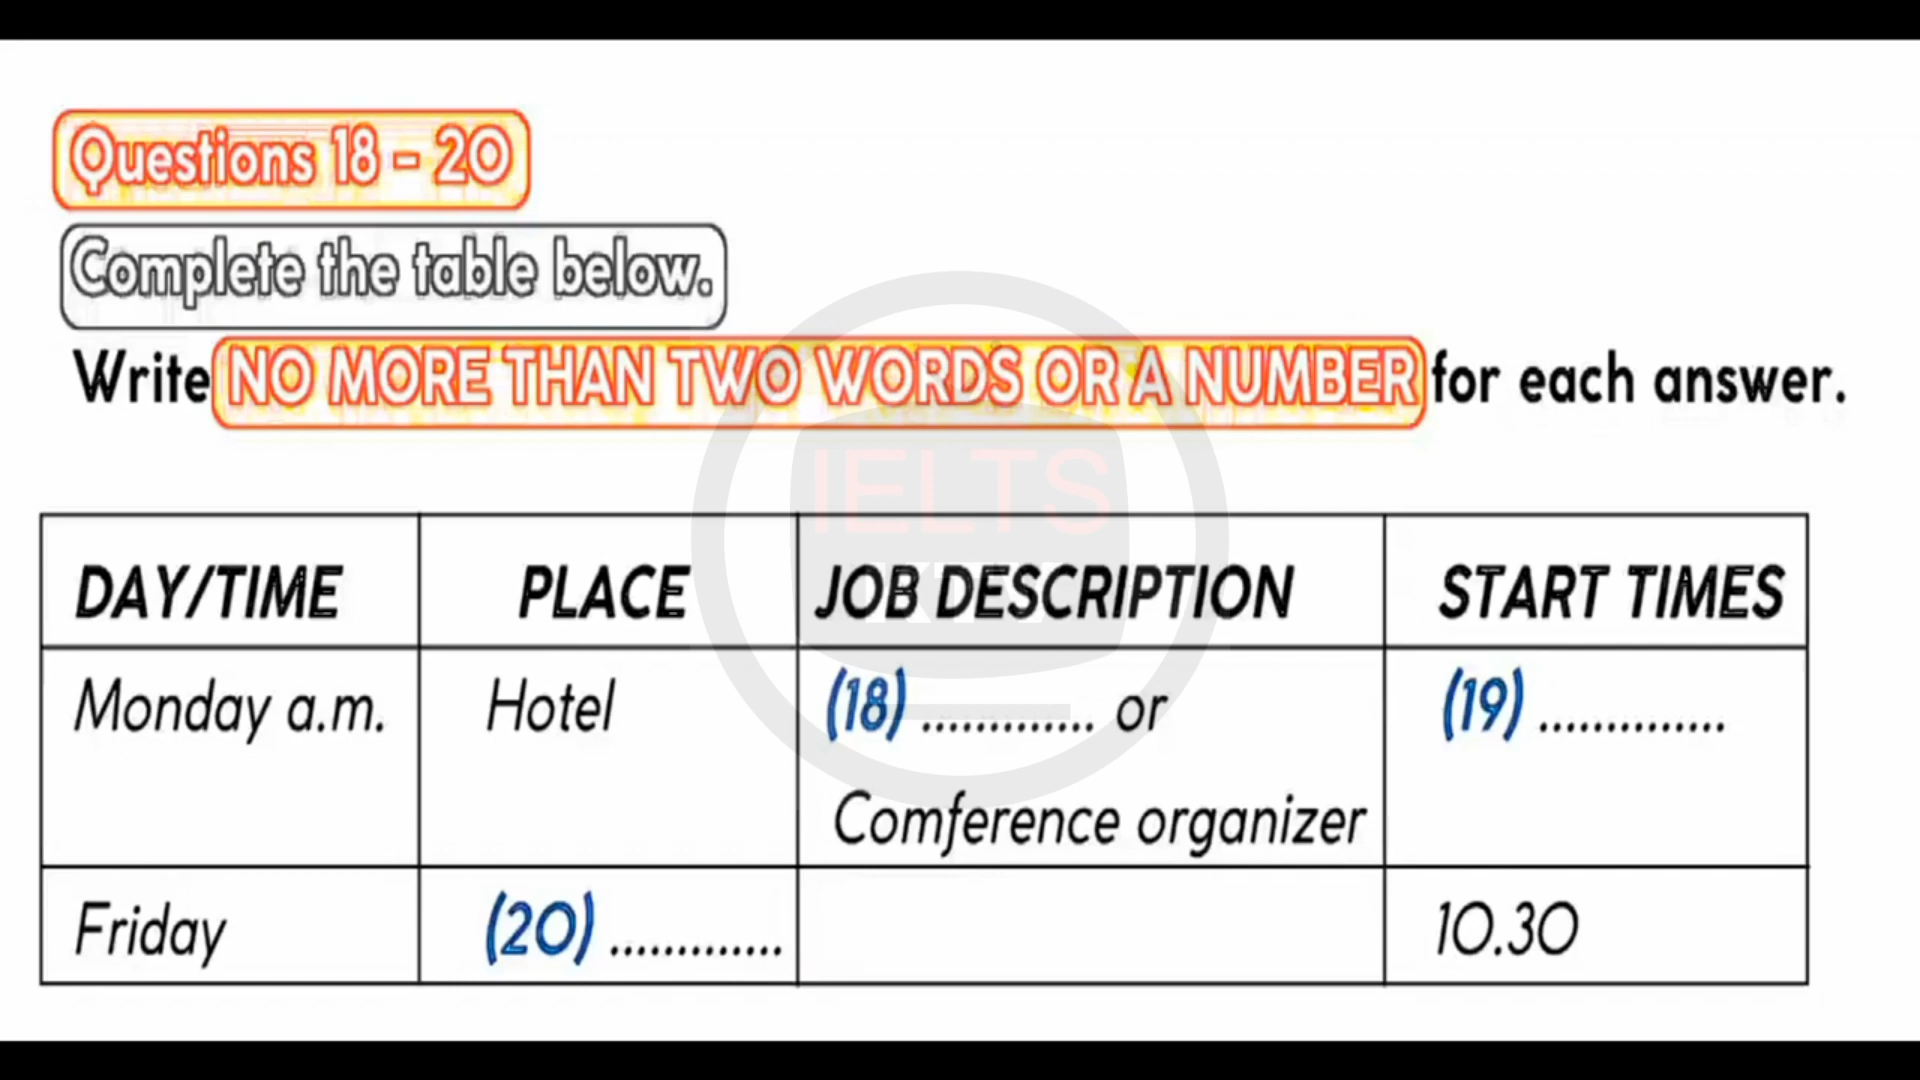 Questions 18 – 20
Complete the table below.
Write NO MORE THAN TWO WORDS OR A NUMBER for each answer.
IELTS
DAY/TIME PLACE JOB DESCRIPTION START TIMES
Monday a.m. Hotel (18) ............. or (19) ..............
Comference organizer
Friday (20) ............. 10.30